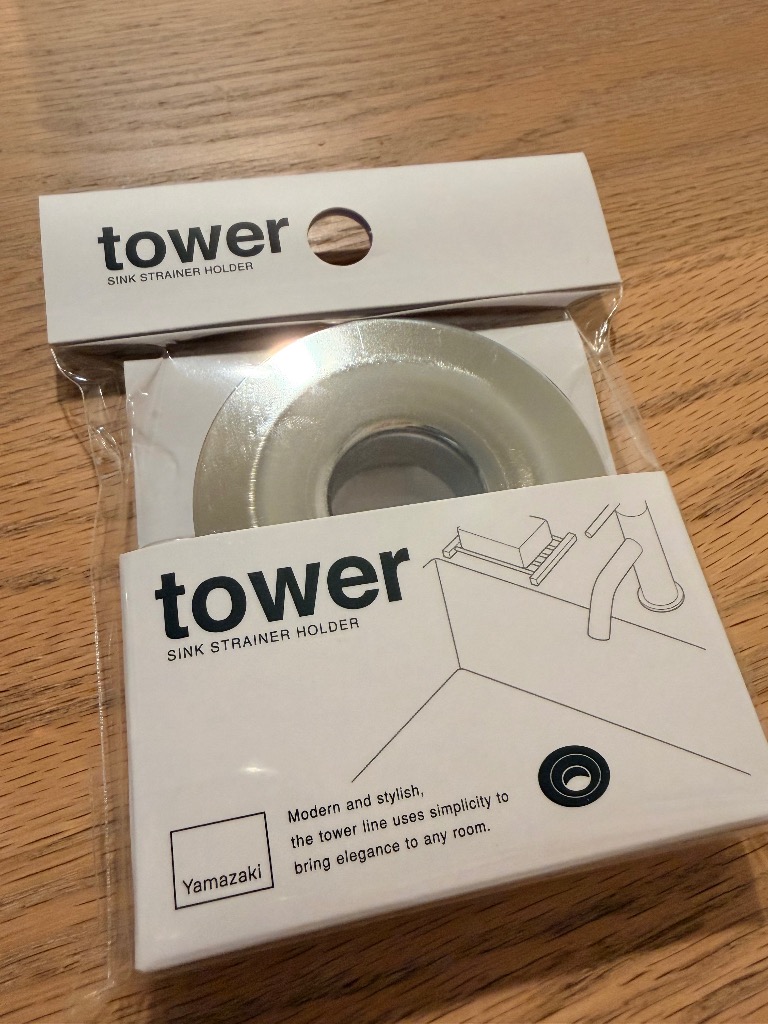 tower
SINK STRAINER HOLDER
tower
SINK STRAINER HOLDER
Modern and stylish,
the tower line uses simplicity to
bring elegance to any room.
Yamazaki